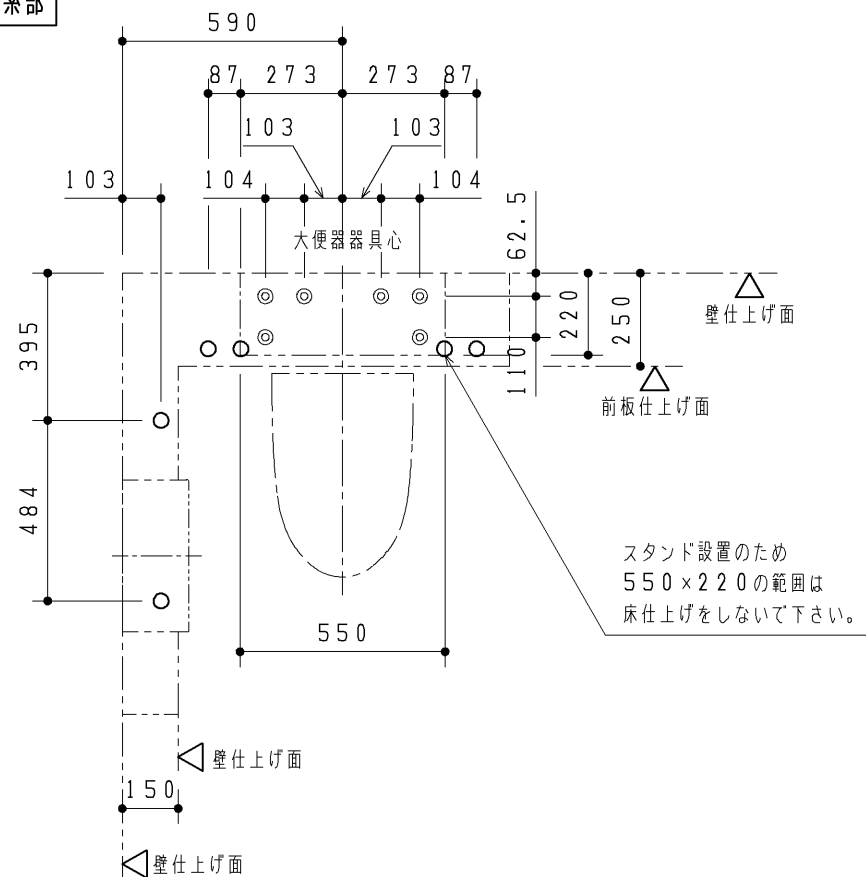 590
87 273 273 87
103 103
103 104 104
大便器器具心
62.5
220
250
壁仕上げ面
395
110
前板仕上げ面
484
スタンド設置のため
550×220の範囲は
床仕上げをしないで下さい。
550
壁仕上げ面
150
壁仕上げ面